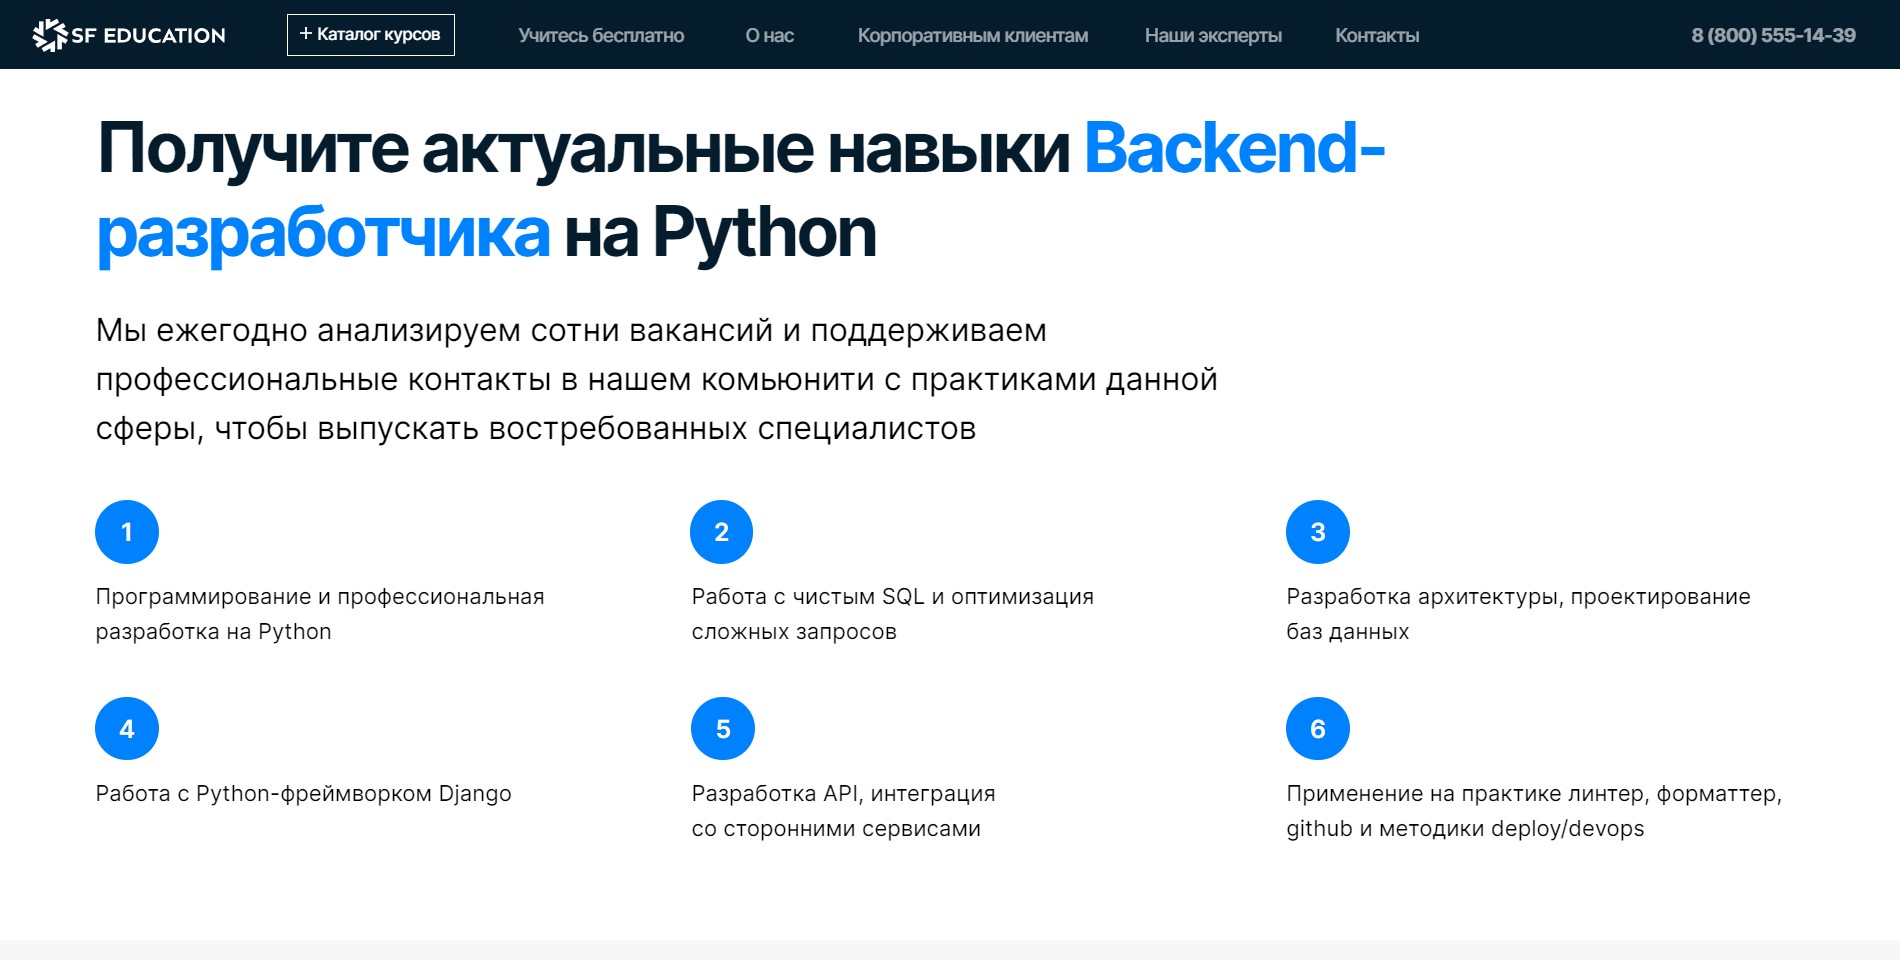 SF EDUCATION
+ Каталог курсов
Учитесь бесплатно
О нас
Корпоративным клиентам
Наши эксперты
Контакты
8 (800) 555-14-39
Получите актуальные навыки Backend-
разработчика на Python
Мы ежегодно анализируем сотни вакансий и поддерживаем
профессиональные контакты в нашем комьюнити с практиками данной
сферы, чтобы выпускать востребованных специалистов
1
Программирование и профессиональная
разработка на Python
2
Работа с чистым SQL и оптимизация
сложных запросов
3
Разработка архитектуры, проектирование
баз данных
4
Работа с Python-фреймворком Django
5
Разработка API, интеграция
со сторонними сервисами
6
Применение на практике линтер, форматтер,
github и методики deploy/devops